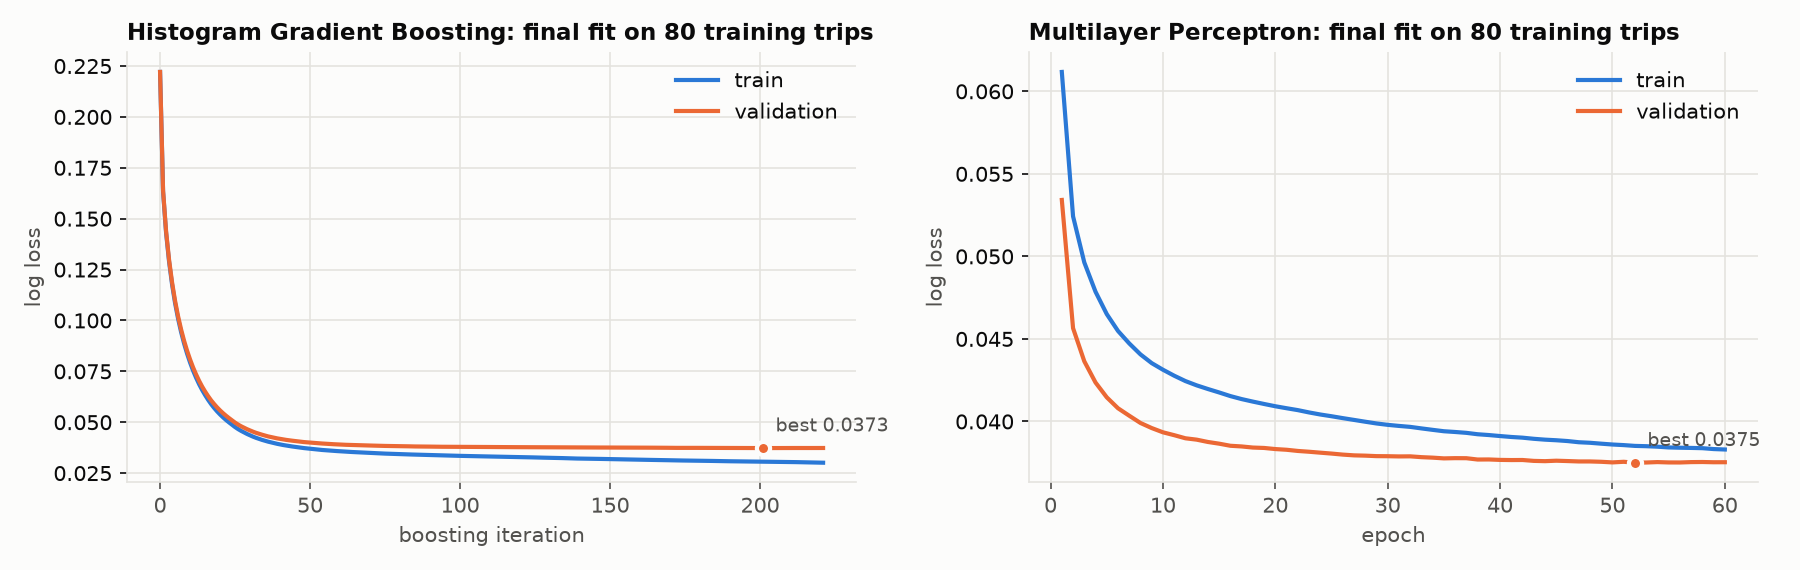 Histogram Gradient Boosting: final fit on 80 training trips
0.225
0.200
0.175
0.150
0.125
0.100
0.075
0.050
0.025
log loss
train
validation
best 0.0373
0
50
100
150
200
boosting iteration
Multilayer Perceptron: final fit on 80 training trips
0.060
0.055
0.050
0.045
0.040
log loss
train
validation
best 0.0375
0
10
20
30
40
50
60
epoch